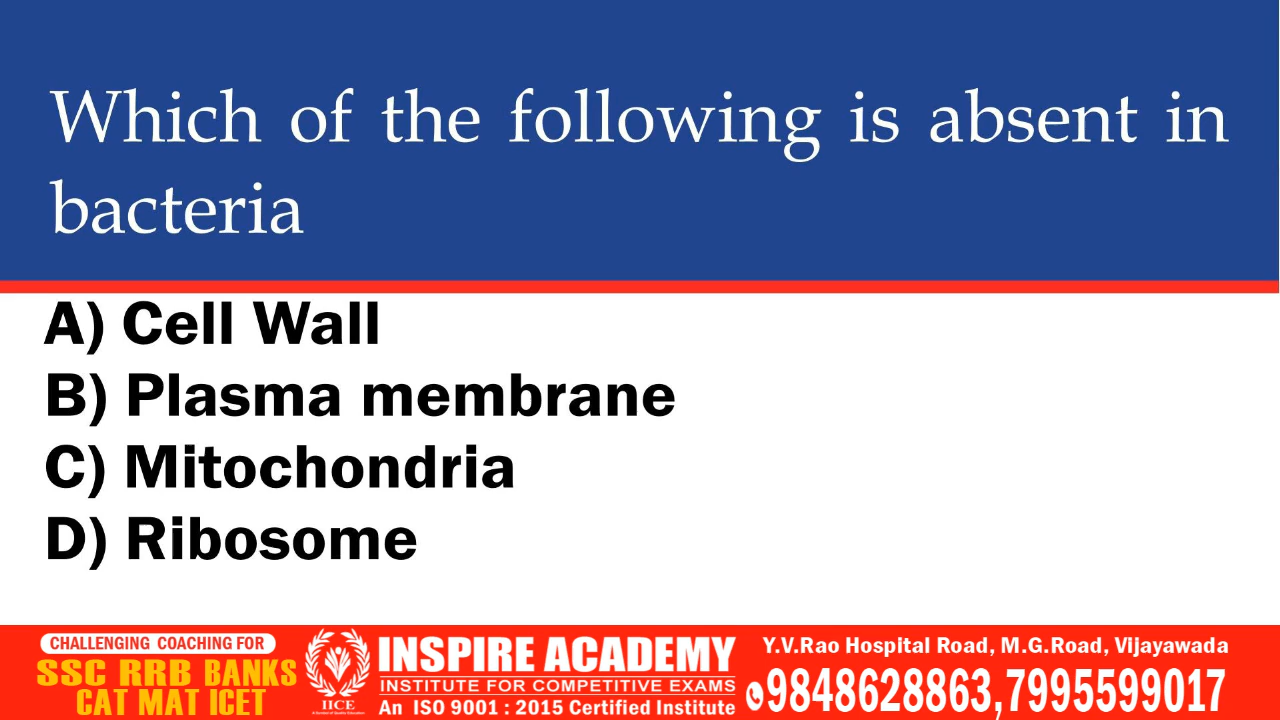 Which of the following is absent in
bacteria
A) Cell Wall
B) Plasma membrane
C) Mitochondria
D) Ribosome
CHALLENGING COACHING FOR
SSC RRB BANKS
CAT MAT ICET
IICE
INSPIRE ACADEMY
INSTITUTE FOR COMPETITIVE EXAMS
An ISO 9001 : 2015 Certified Institute
Y.V.Rao Hospital Road, M.G.Road, Vijayawada
9848628863,7995599017